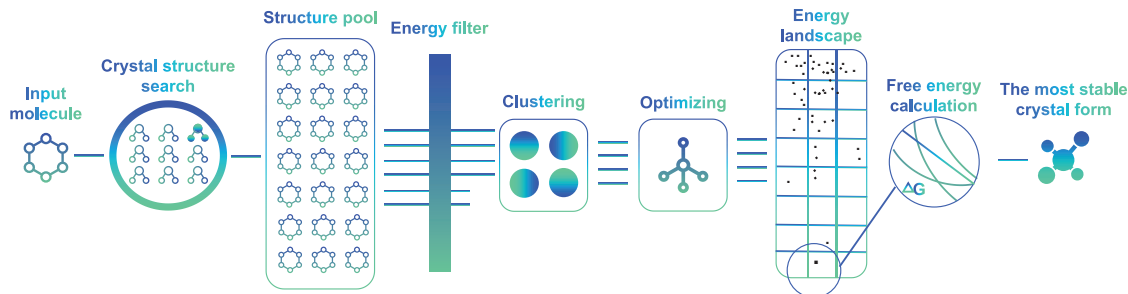 Input
molecule
Crystal structure
search
Structure pool
Energy filter
Clustering
Optimizing
Energy
landscape
Free energy
calculation
ΔG
The most stable
crystal form